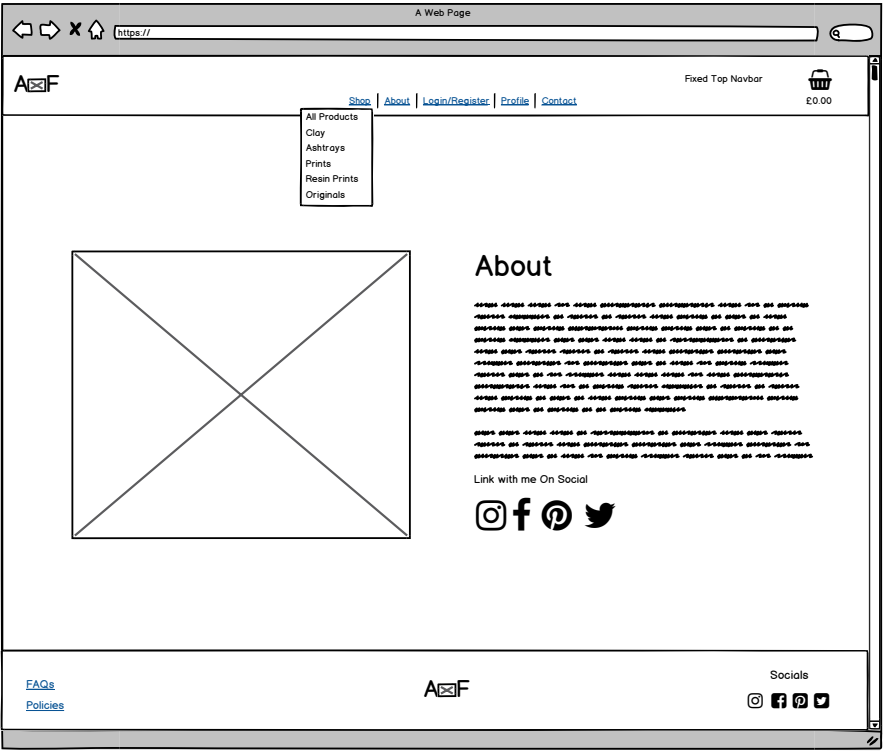 A Web Page
https://
A F
Fixed Top Navbar
£0.00
Shop | About | Login/Register | Profile | Contact
All Products
Clay
Ashtrays
Prints
Resin Prints
Originals
About
Link with me On Social
FAQs
Policies
A F
Socials